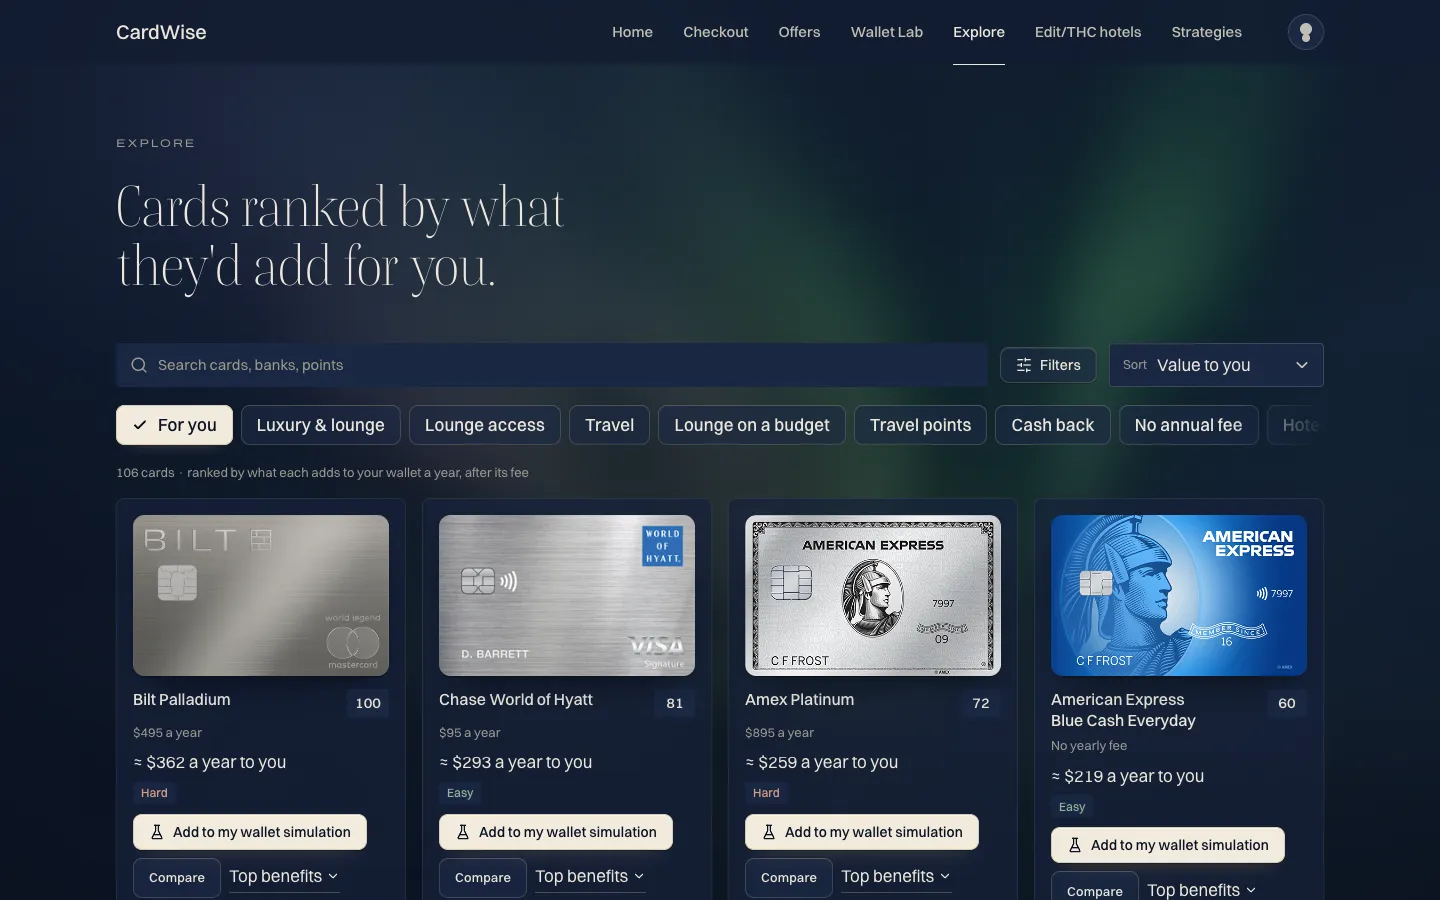 CardWise
Home
Checkout
Offers
Wallet Lab
Explore
Edit/THC hotels
Strategies
EXPLORE
Cards ranked by what
they'd add for you.
Search cards, banks, points
Filters
Sort Value to you
For you
Luxury & lounge
Lounge access
Travel
Lounge on a budget
Travel points
Cash back
No annual fee
106 cards · ranked by what each adds to your wallet a year, after its fee
BILT
world legend
mastercard
Bilt Palladium
100
$495 a year
≈ $362 a year to you
Hard
Add to my wallet simulation
Compare
Top benefits
WORLD
OF
HYATT.
D. BARRETT
VISA
Signature
Chase World of Hyatt
81
$95 a year
≈ $293 a year to you
Easy
Add to my wallet simulation
Compare
Top benefits
AMERICAN EXPRESS
7997
09
C F FROST
Amex Platinum
72
$895 a year
≈ $259 a year to you
Hard
Add to my wallet simulation
Compare
Top benefits
AMERICAN
EXPRESS
7997
MEMBER SINCE
16
C F FROST
American Express
Blue Cash Everyday
60
No yearly fee
≈ $219 a year to you
Easy
Add to my wallet simulation
Compare
Top benefits